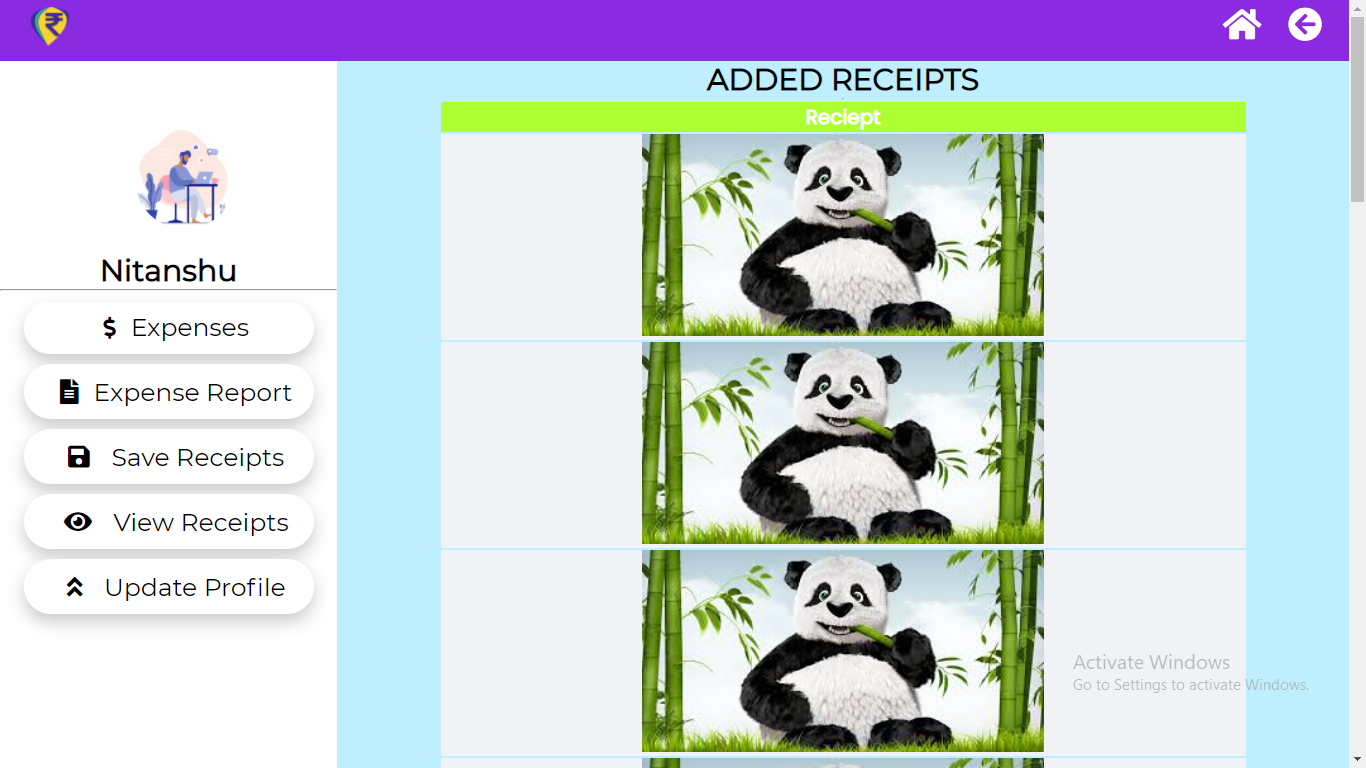 ADDED RECEIPTS
Reciept
Nitanshu
Expenses
Expense Report
Save Receipts
View Receipts
Update Profile
Activate Windows
Go to Settings to activate Windows.